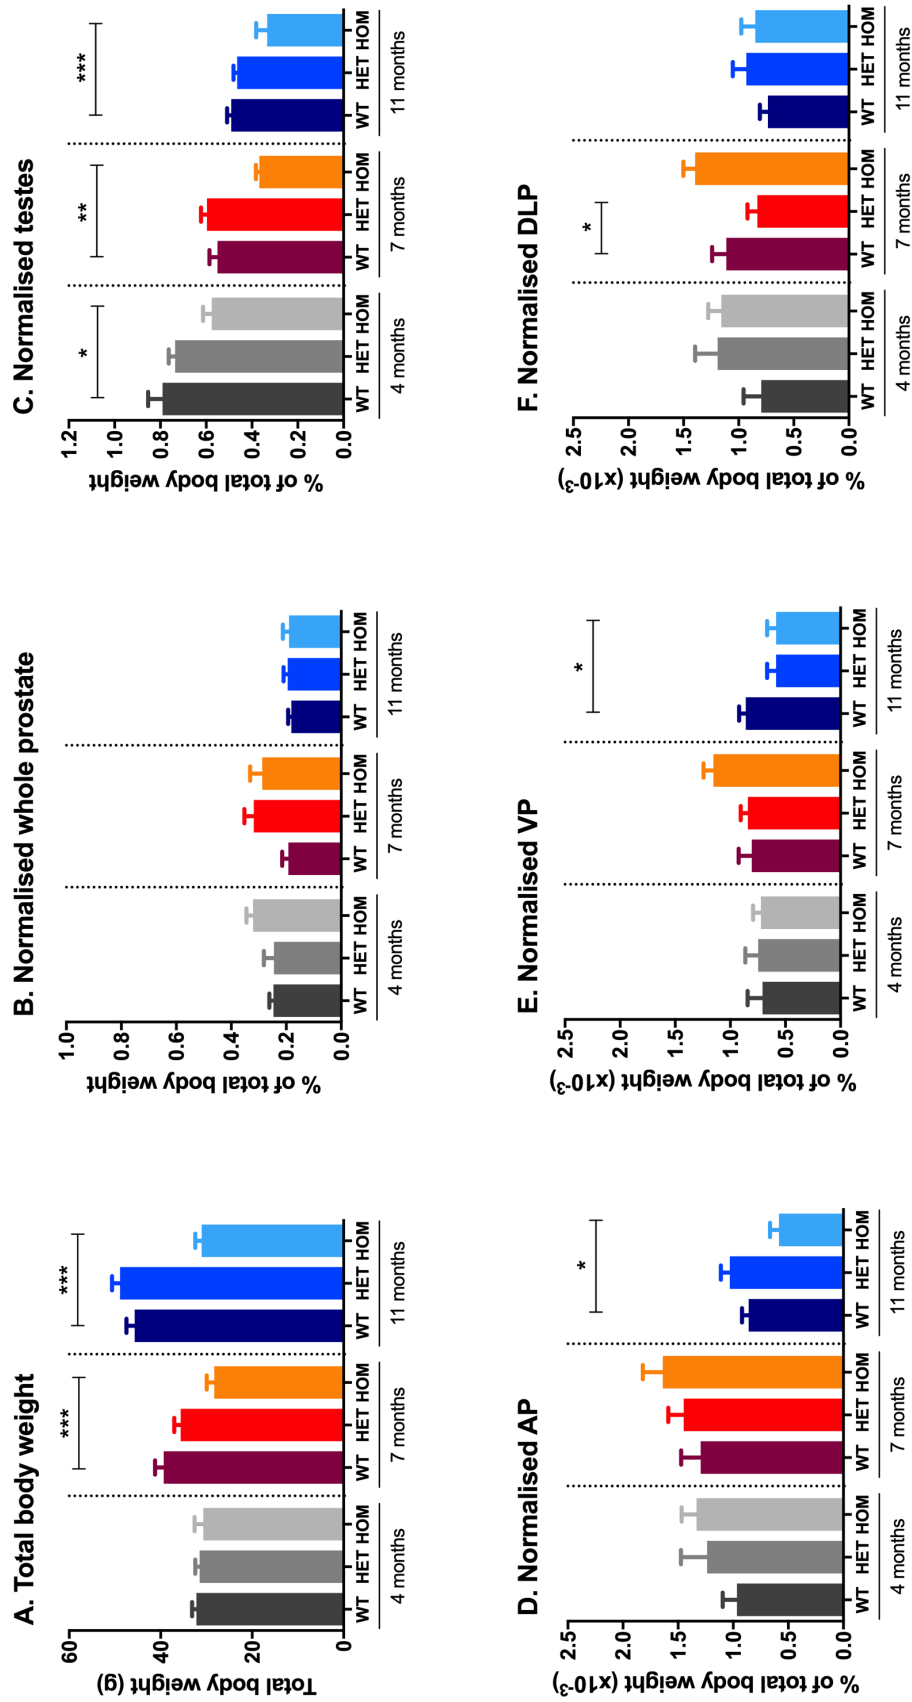 A. Total body weight
Total body weight (g)
60
40
20
0
***
***
WT HET HOM WT HET HOM WT HET HOM
4 months 7 months 11 months
B. Normalised whole prostate
% of total body weight
1.0
0.8
0.6
0.4
0.2
0.0
WT HET HOM WT HET HOM WT HET HOM
4 months 7 months 11 months
C. Normalised testes
% of total body weight
1.2
1.0
0.8
0.6
0.4
0.2
0.0
*
**
***
WT HET HOM WT HET HOM WT HET HOM
4 months 7 months 11 months
D. Normalised AP
% of total body weight (x10⁻³)
2.5
2.0
1.5
1.0
0.5
0.0
*
WT HET HOM WT HET HOM WT HET HOM
4 months 7 months 11 months
E. Normalised VP
% of total body weight (x10⁻³)
2.5
2.0
1.5
1.0
0.5
0.0
*
WT HET HOM WT HET HOM WT HET HOM
4 months 7 months 11 months
F. Normalised DLP
% of total body weight (x10⁻³)
2.5
2.0
1.5
1.0
0.5
0.0
*
WT HET HOM WT HET HOM WT HET HOM
4 months 7 months 11 months